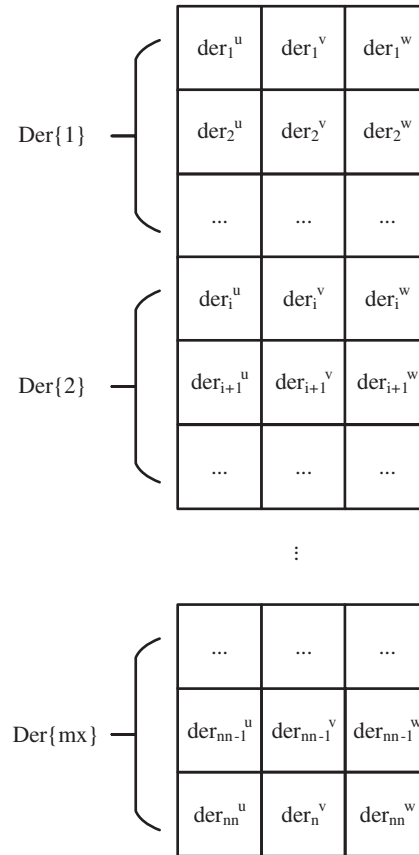 der₁ᵘ der₁ᵛ der₁ʷ
Der{1} der₂ᵘ der₂ᵛ der₂ʷ
... ... ...
derᵢᵘ derᵢᵛ derᵢʷ
Der{2} derᵢ₊₁ᵘ derᵢ₊₁ᵛ derᵢ₊₁ʷ
... ... ...
⋮
... ... ...
Der{mx} derₙₙ₋₁ᵘ derₙₙ₋₁ᵛ derₙₙ₋₁ʷ
derₙₙᵘ derₙᵛ derₙₙʷ